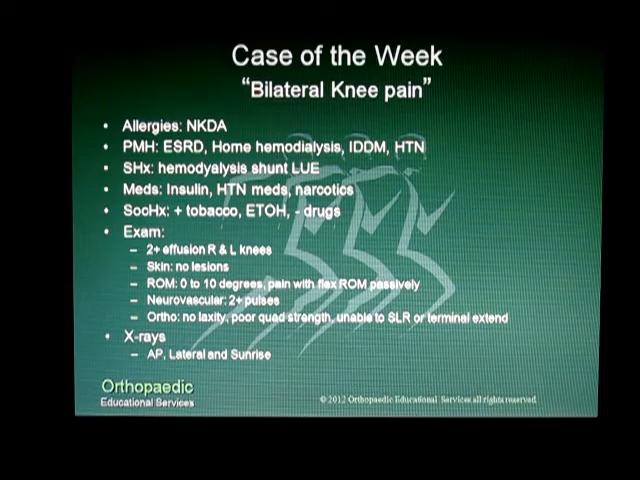 Case of the Week
“Bilateral Knee pain”
• Allergies: NKDA
• PMH: ESRD, Home hemodialysis, IDDM, HTN
• SHx: hemodyalysis shunt LUE
• Meds: Insulin, HTN meds, narcotics
• SocHx: + tobacco, ETOH, - drugs
• Exam:
– 2+ effusion R & L knees
– Skin: no lesions
– ROM: 0 to 10 degrees, pain with flex ROM passively
– Neurovascular: 2+ pulses
– Ortho: no laxity, poor quad strength, unable to SLR or terminal extend
• X-rays
– AP, Lateral and Sunrise
Orthopaedic
Educational Services
© 2012 Orthopaedic Educational Services all rights reserved